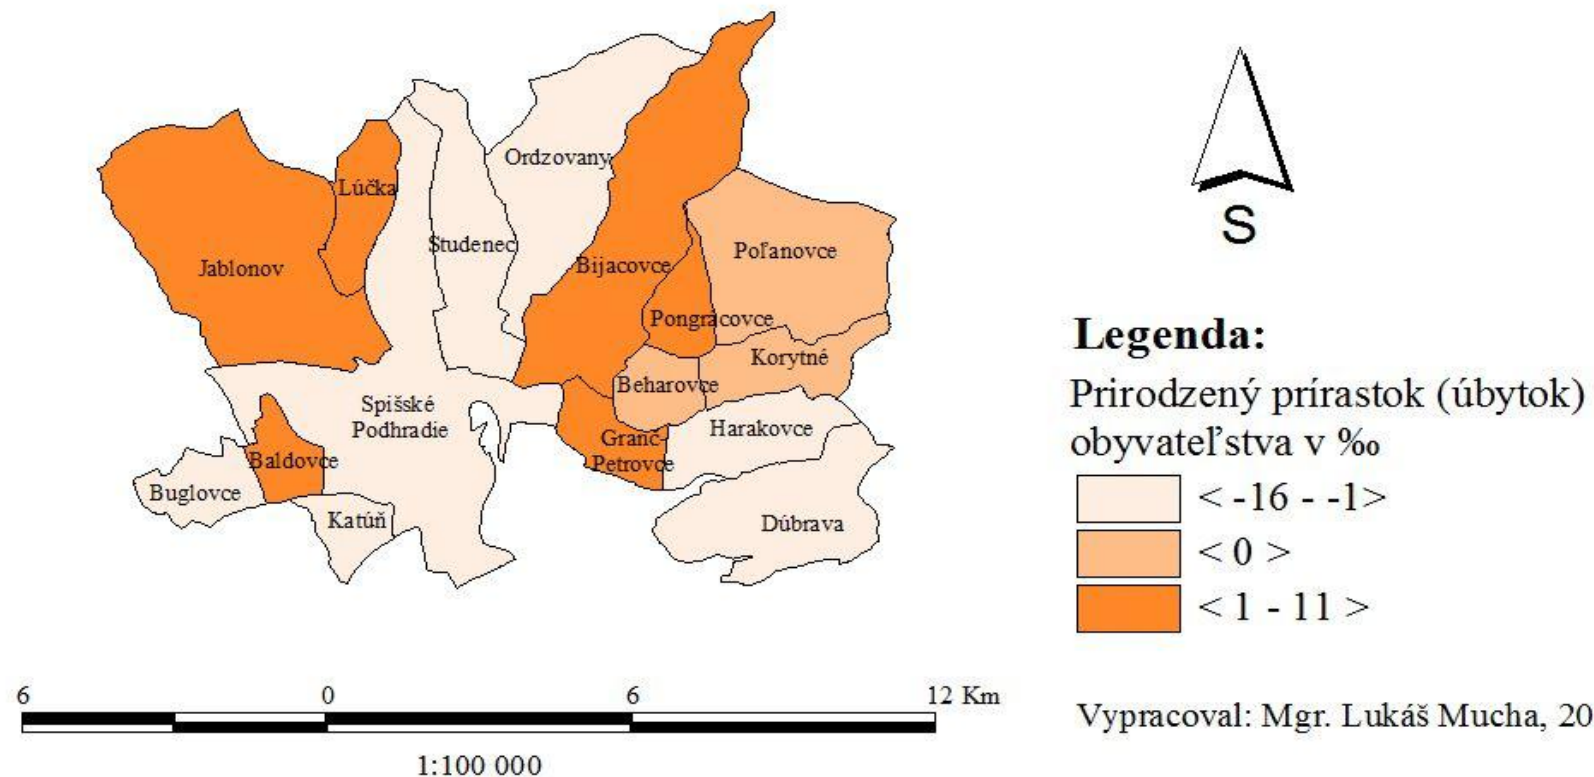 Ordzovany
Lúčka
Studenec
Jablonov
Bijacovce
Poľanovce
Pongrácovce
Korytné
Beharovce
Spišské
Podhradie
Harakovce
Granč-
Petrovce
Baldovce
Buglovce
Katúň
Dúbrava
S
Legenda:
Prirodzený prírastok (úbytok)
obyvateľstva v ‰
< -16 - -1>
< 0 >
< 1 - 11 >
6 0 6 12 Km
1:100 000
Vypracoval: Mgr. Lukáš Mucha, 20